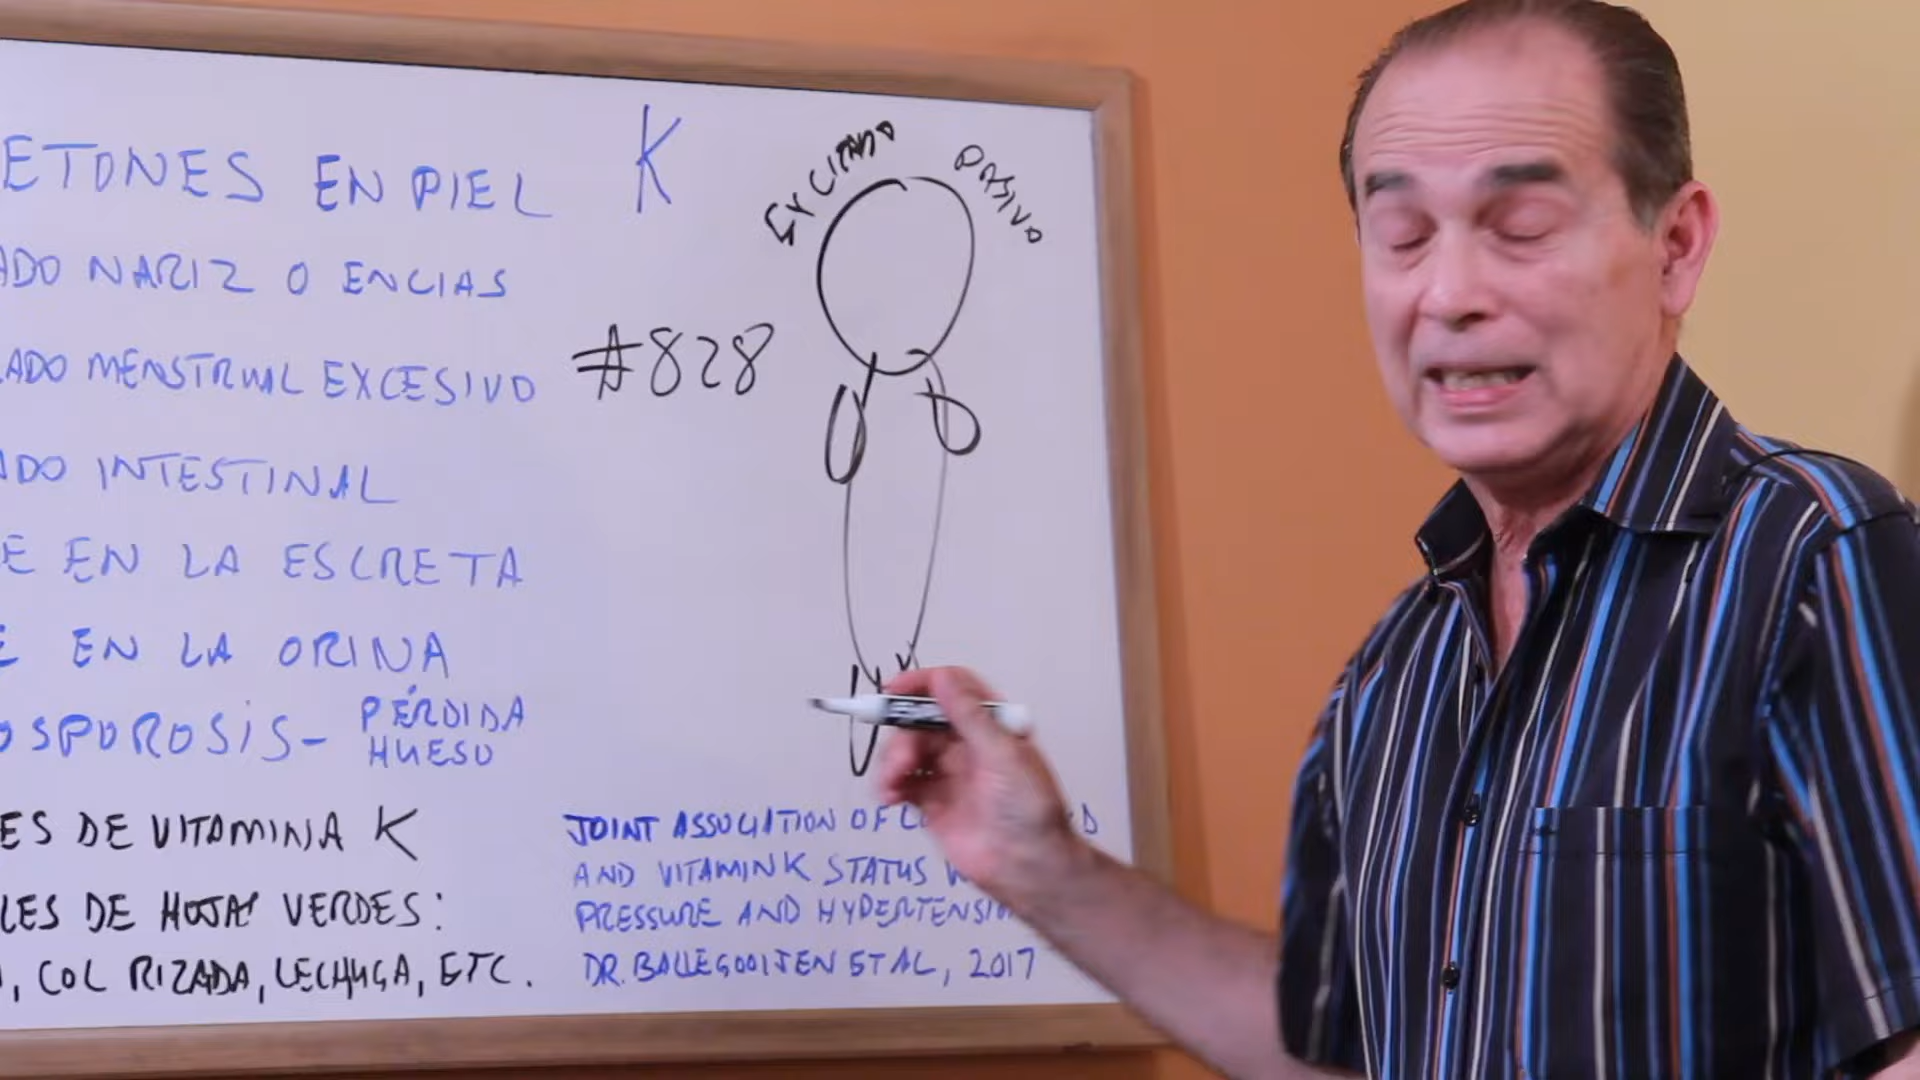 ETONES EN PIEL K
ADO NARIZ O ENCIAS
LADO MENSTRUAL EXCESIVO
ADO INTESTINAL
E EN LA ESCRETA
E EN LA ORINA
OSPOROSIS - PÉRDIDA
HUESO
ES DE VITAMINA K
LES DE HOJAS VERDES:
, COL RIZADA, LECHUGA, ETC.
EXCITADO
PASIVO
#828
JOINT ASSOCIATION OF
AND VITAMIN K STATUS
PRESSURE AND HYPERTENSIO
DR. BALLEGOOIJEN ET AL, 2017